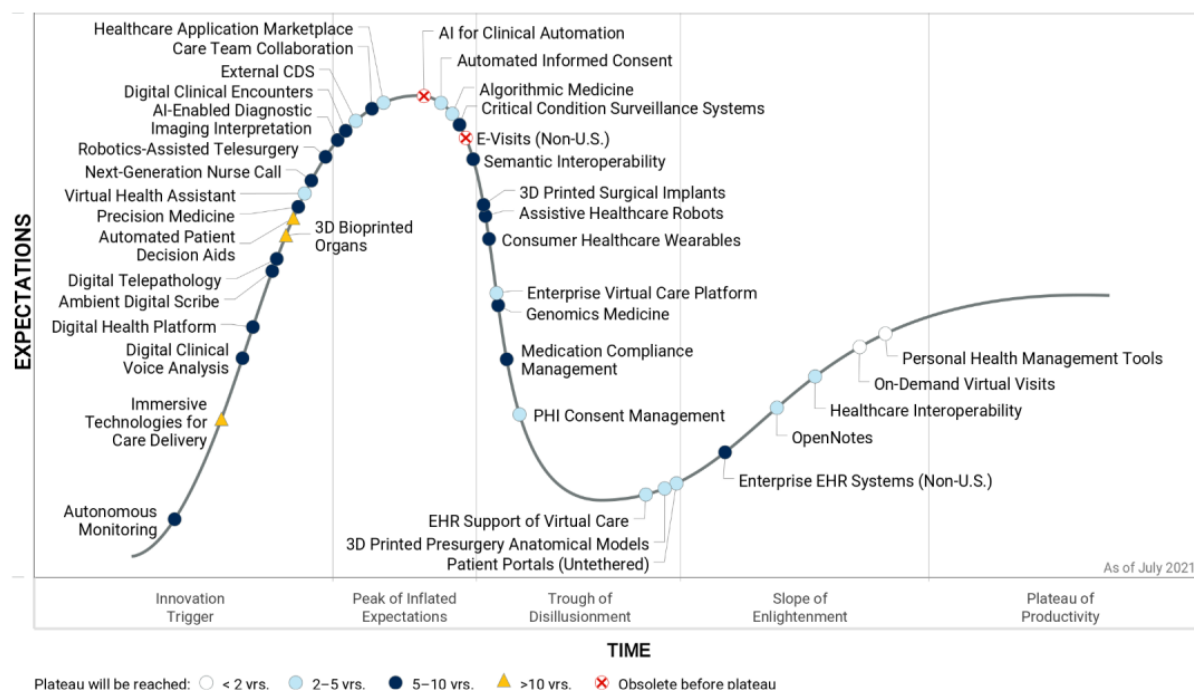 Healthcare Application Marketplace
Care Team Collaboration
External CDS
Digital Clinical Encounters
AI-Enabled Diagnostic
Imaging Interpretation
Robotics-Assisted Telesurgery
Next-Generation Nurse Call
Virtual Health Assistant
Precision Medicine
Automated Patient
Decision Aids
3D Bioprinted
Organs
Digital Telepathology
Ambient Digital Scribe
Digital Health Platform
Digital Clinical
Voice Analysis
Immersive
Technologies for
Care Delivery
Autonomous
Monitoring
AI for Clinical Automation
Automated Informed Consent
Algorithmic Medicine
Critical Condition Surveillance Systems
E-Visits (Non-U.S.)
Semantic Interoperability
3D Printed Surgical Implants
Assistive Healthcare Robots
Consumer Healthcare Wearables
Enterprise Virtual Care Platform
Genomics Medicine
Medication Compliance
Management
PHI Consent Management
EHR Support of Virtual Care
3D Printed Presurgery Anatomical Models
Patient Portals (Untethered)
Personal Health Management Tools
On-Demand Virtual Visits
Healthcare Interoperability
OpenNotes
Enterprise EHR Systems (Non-U.S.)
EXPECTATIONS
As of July 2021
Innovation
Trigger
Peak of Inflated
Expectations
Trough of
Disillusionment
Slope of
Enlightenment
Plateau of
Productivity
TIME
Plateau will be reached: < 2 yrs. 2–5 yrs. 5–10 yrs. >10 yrs. Obsolete before plateau